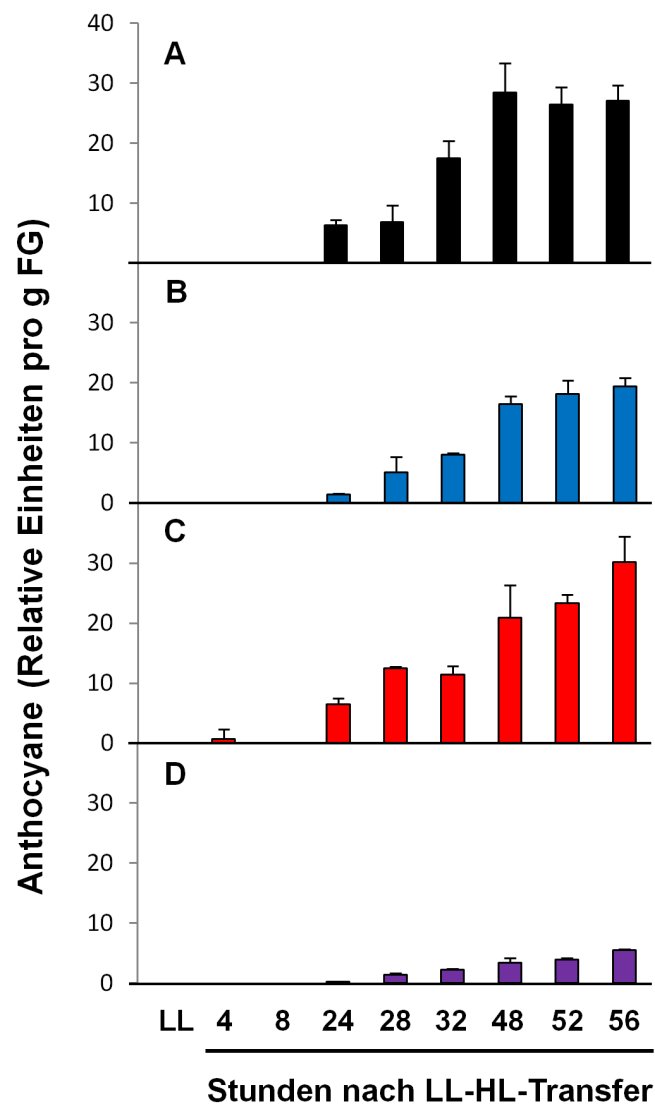 Anthocyane (Relative Einheiten pro g FG)
A
40
30
20
10
B
30
20
10
0
C
30
20
10
0
D
30
20
10
0
LL 4 8 24 28 32 48 52 56
Stunden nach LL-HL-Transfer